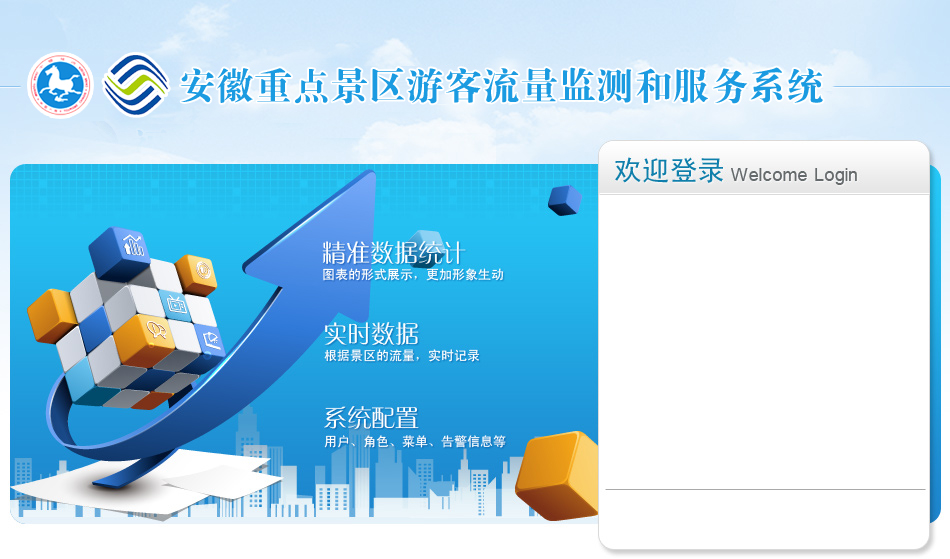 安徽重点景区游客流量监测和服务系统
欢迎登录 Welcome Login
精准数据统计
图表的形式展示，更加形象生动
实时数据
根据景区的流量，实时记录
系统配置
用户、角色、菜单、告警信息等